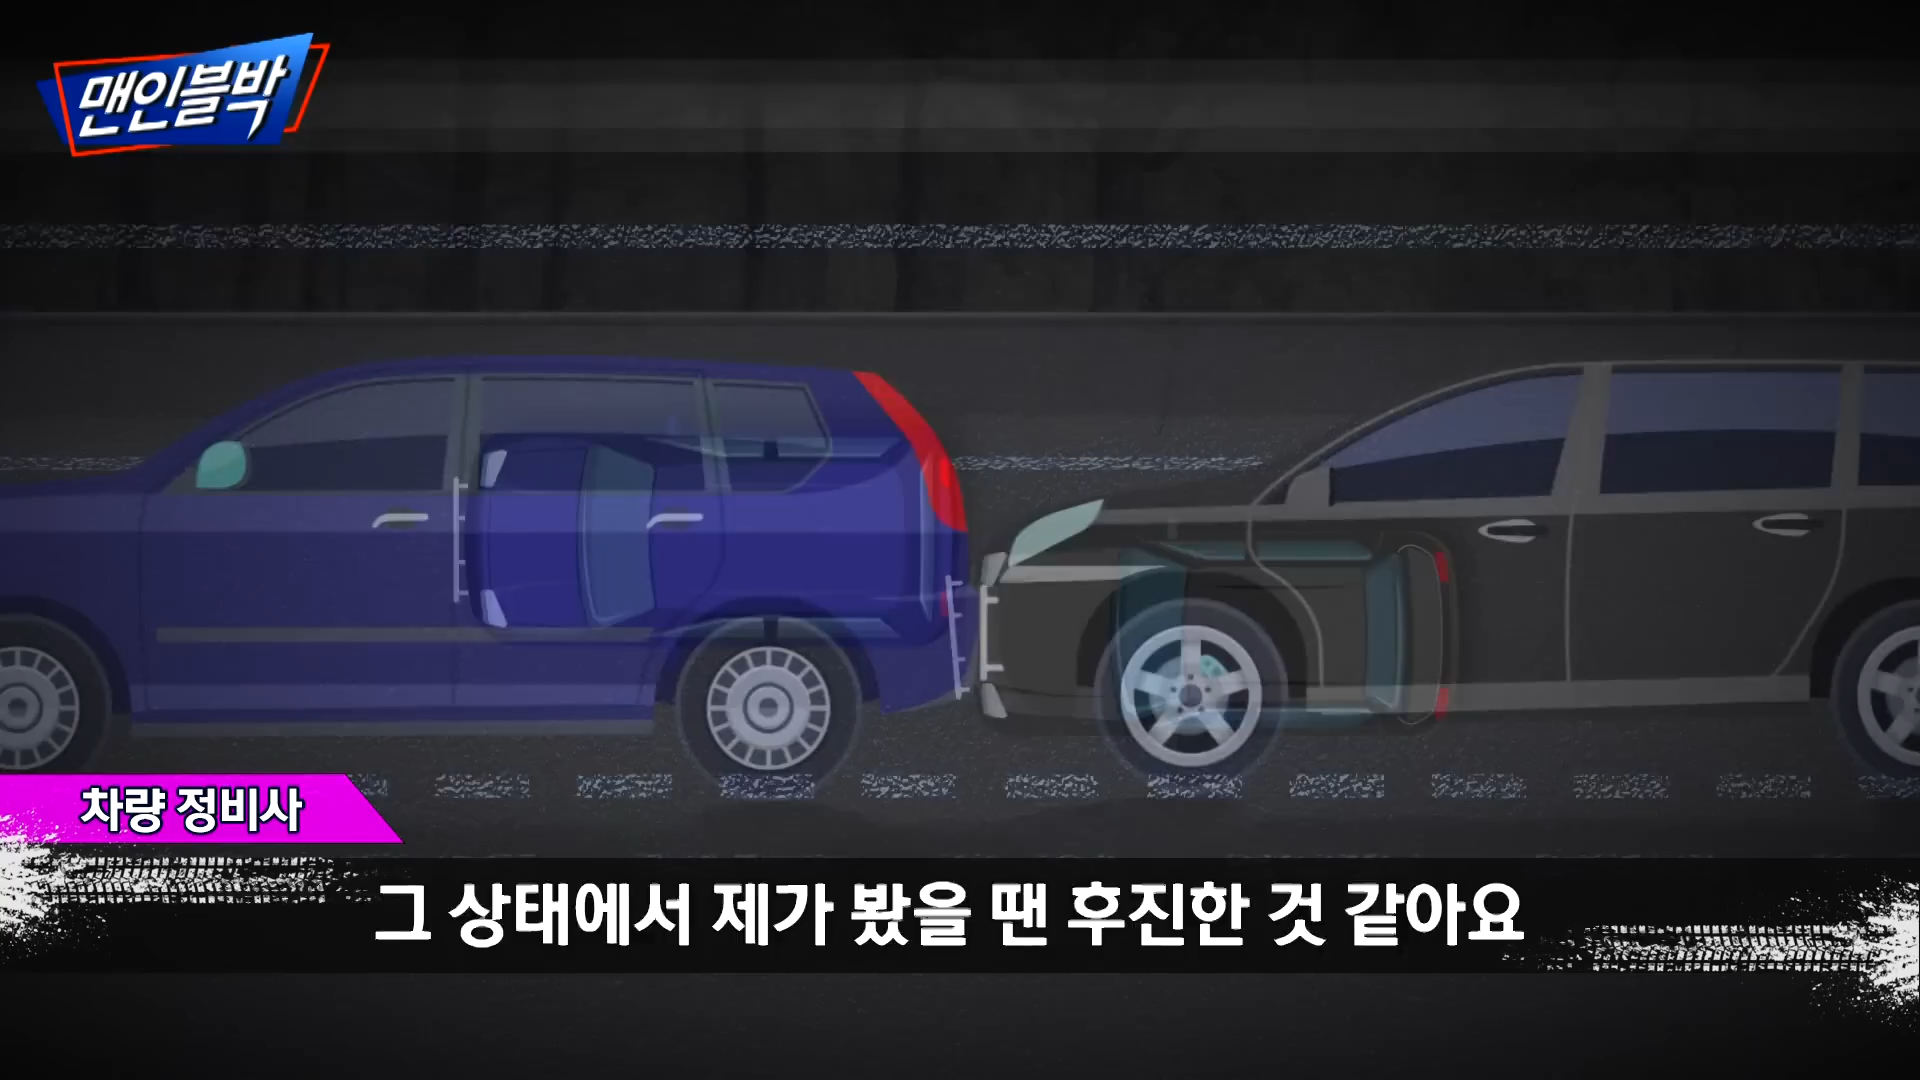 맨인블박
차량 정비사
그 상태에서 제가 봤을 땐 후진한 것 같아요